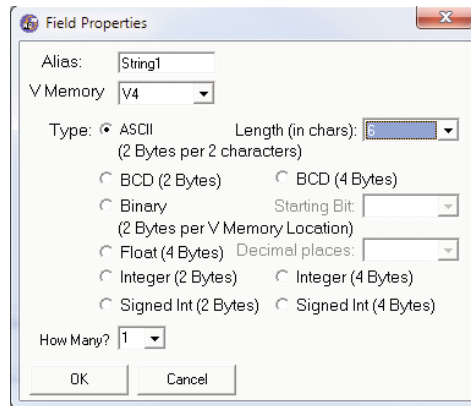 Field Properties
Alias: String1
V Memory V4
Type: ASCII Length (in chars): 6
(2 Bytes per 2 characters)
BCD (2 Bytes) BCD (4 Bytes)
Binary Starting Bit:
(2 Bytes per V Memory Location)
Float (4 Bytes) Decimal places:
Integer (2 Bytes) Integer (4 Bytes)
Signed Int (2 Bytes) Signed Int (4 Bytes)
How Many? 1
OK Cancel